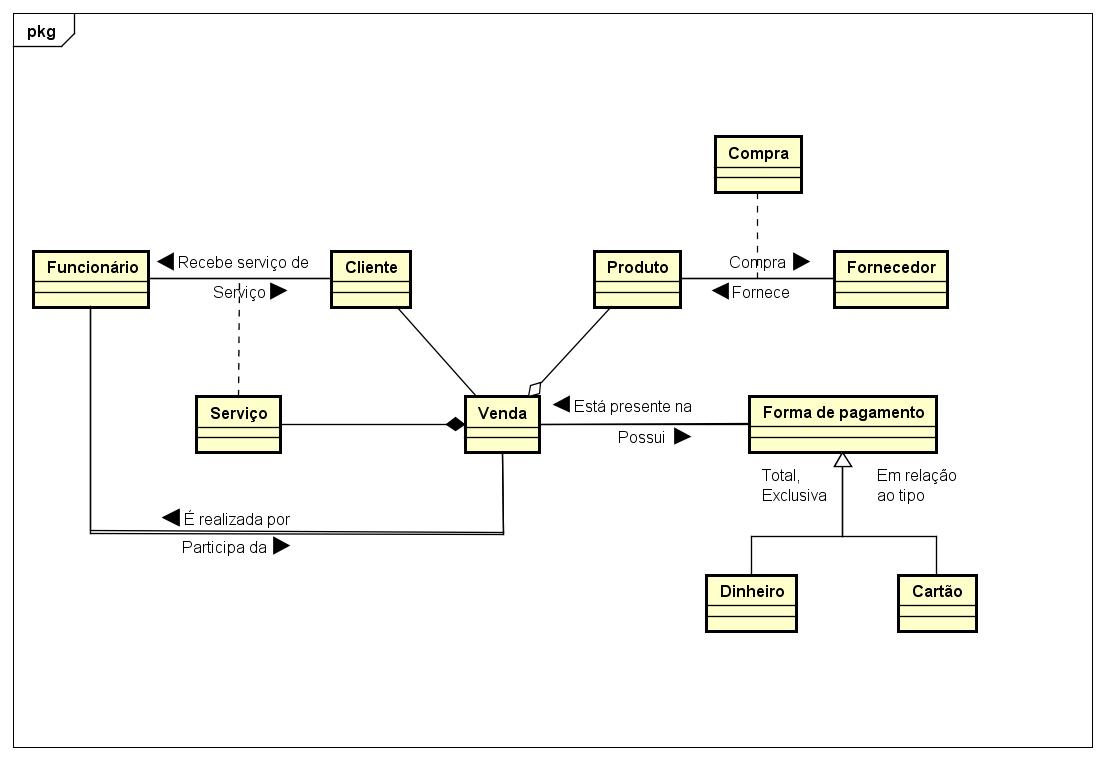 pkg
Compra
Funcionário
Recebe serviço de
Serviço
Cliente
Produto
Compra
Fornece
Fornecedor
Serviço
Venda
Está presente na
Possui
Forma de pagamento
Total,
Exclusiva
Em relação
ao tipo
É realizada por
Participa da
Dinheiro
Cartão